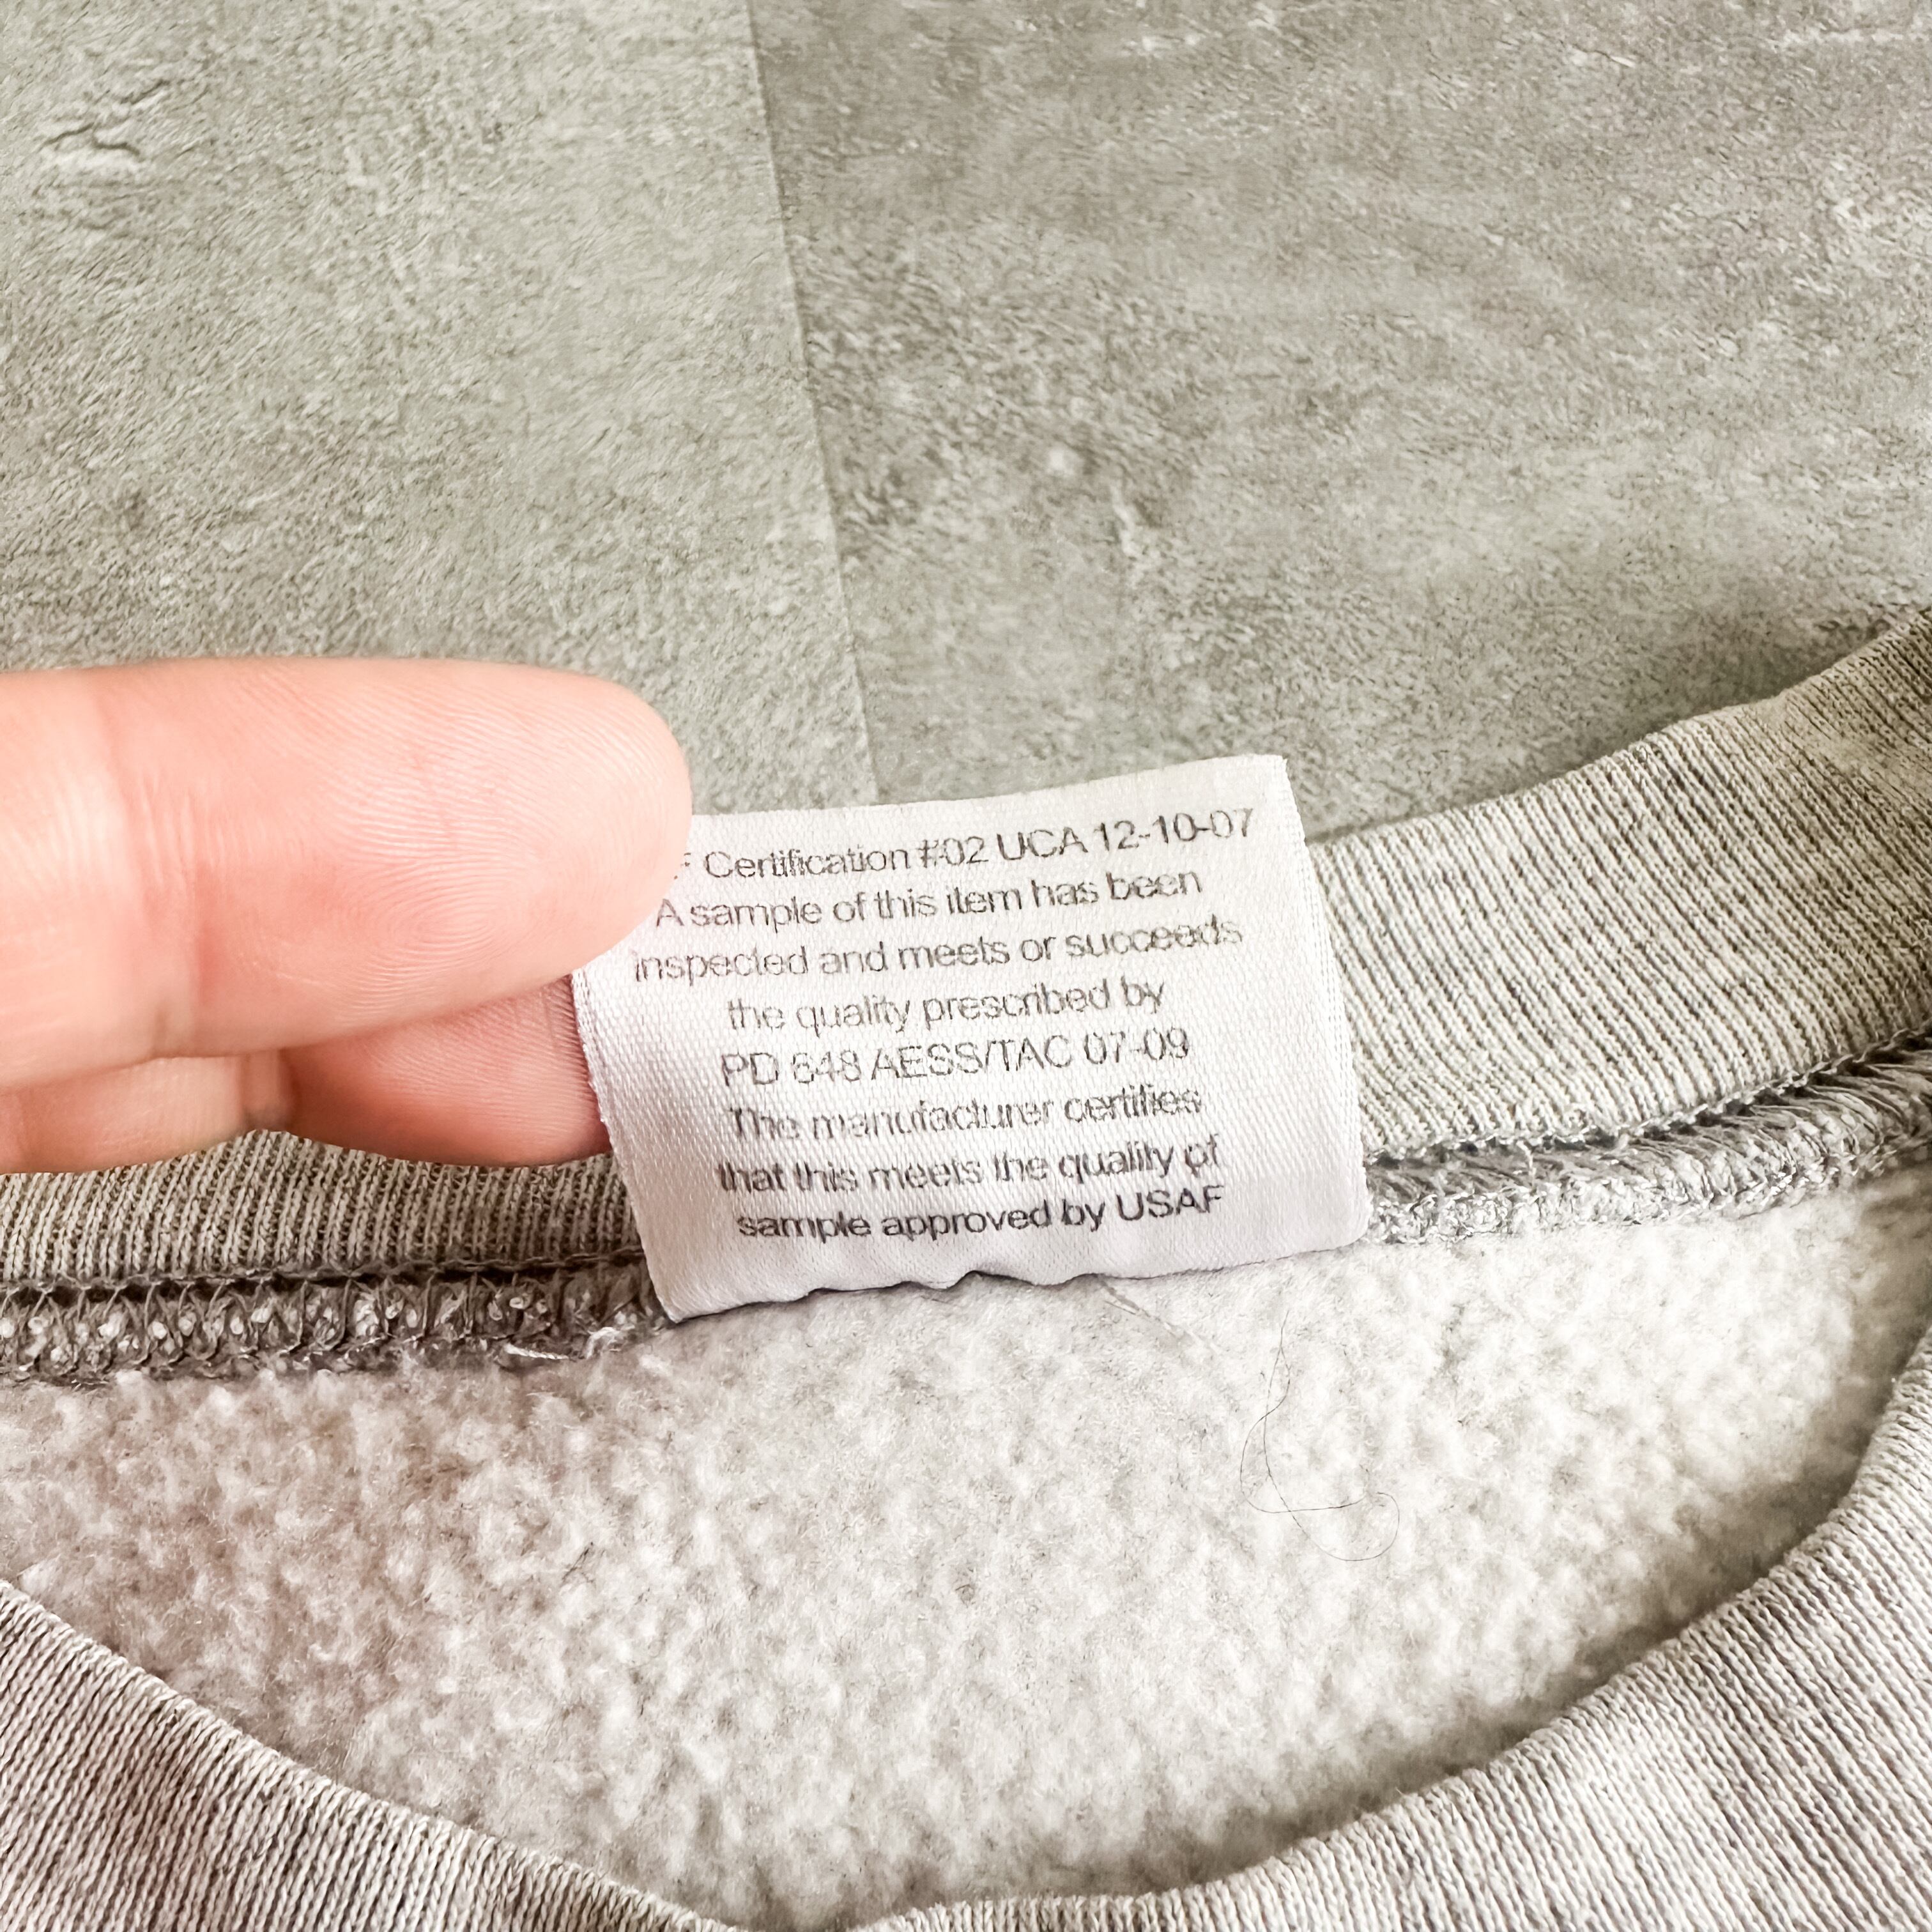 F Certification #02 UCA 12-10-07
A sample of this item has been
inspected and meets or succeeds
the quality prescribed by
PD 648 AESS/TAC 07-09
The manufacturer certifies
that this meets the quality of
sample approved by USAF